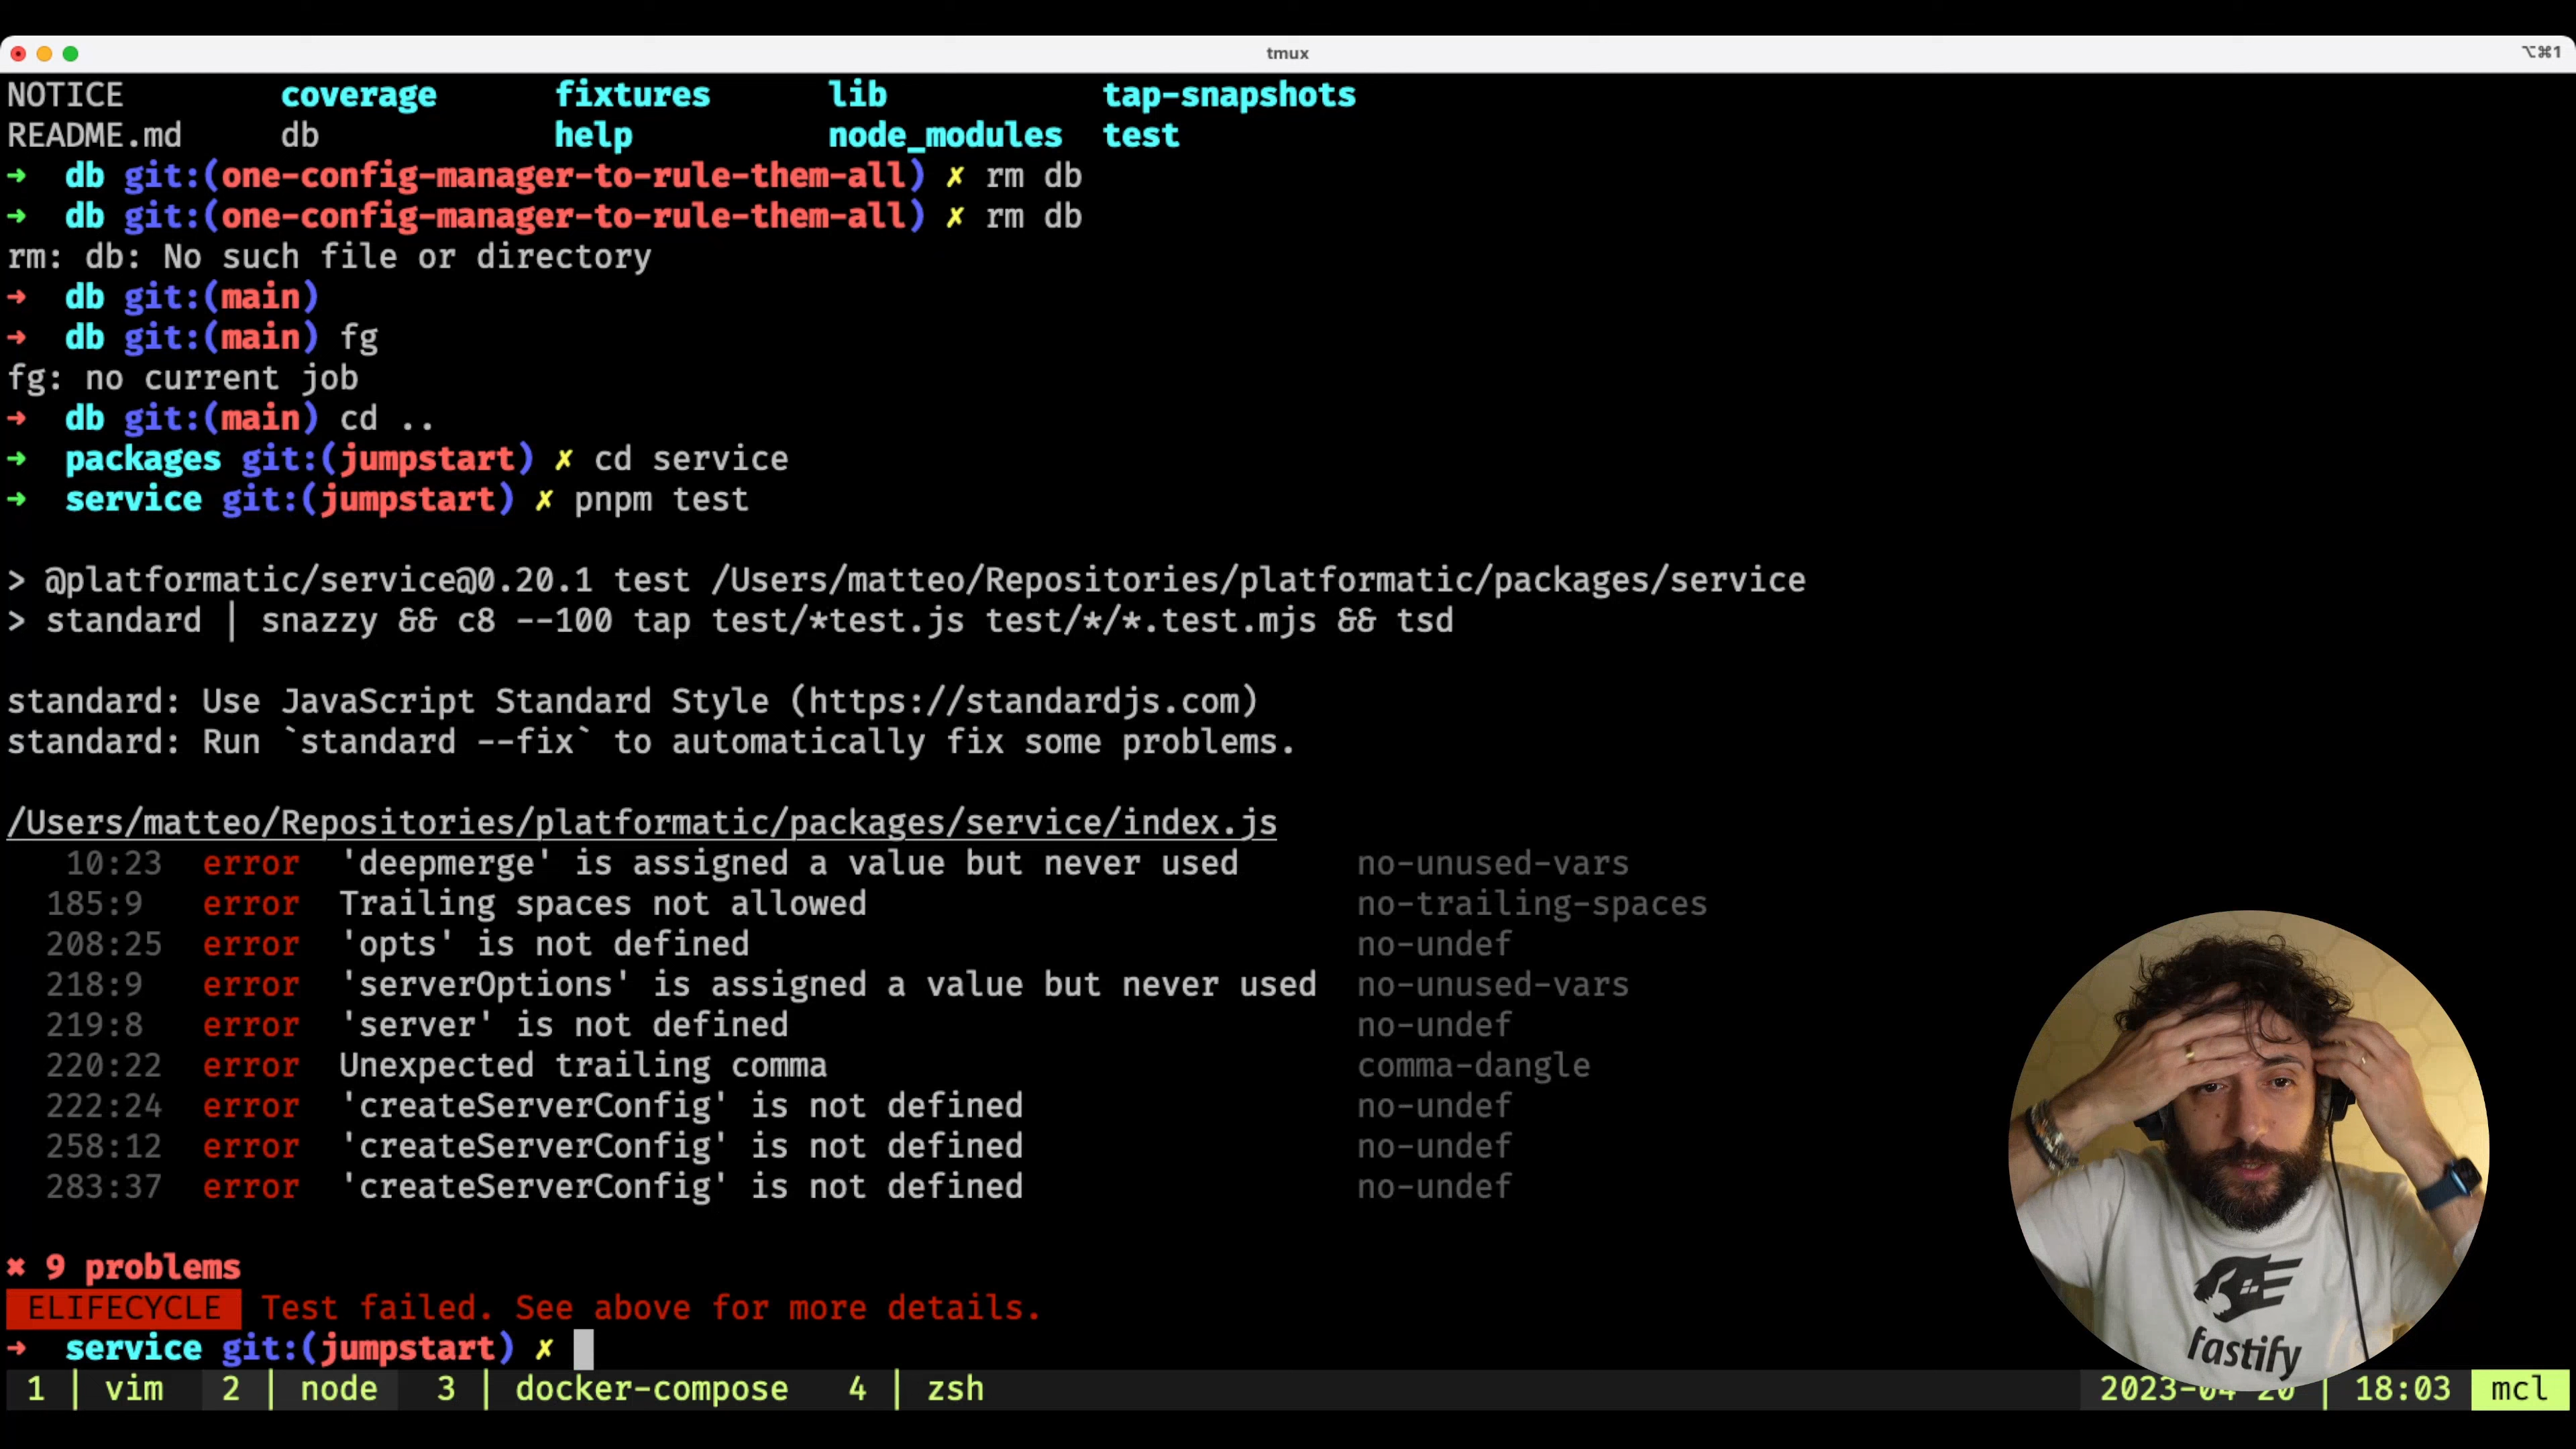 tmux
⌥⌘1
NOTICE coverage fixtures lib tap-snapshots
README.md db help node_modules test
→ db git:(one-config-manager-to-rule-them-all) ✗ rm db
→ db git:(one-config-manager-to-rule-them-all) ✗ rm db
rm: db: No such file or directory
→ db git:(main)
→ db git:(main) fg
fg: no current job
→ db git:(main) cd ..
→ packages git:(jumpstart) ✗ cd service
→ service git:(jumpstart) ✗ pnpm test
> @platformatic/service@0.20.1 test /Users/matteo/Repositories/platformatic/packages/service
> standard | snazzy && c8 --100 tap test/*test.js test/*/*.test.mjs && tsd
standard: Use JavaScript Standard Style (https://standardjs.com)
standard: Run `standard --fix` to automatically fix some problems.
/Users/matteo/Repositories/platformatic/packages/service/index.js
10:23 error 'deepmerge' is assigned a value but never used no-unused-vars
185:9 error Trailing spaces not allowed no-trailing-spaces
208:25 error 'opts' is not defined no-undef
218:9 error 'serverOptions' is assigned a value but never used no-unused-vars
219:8 error 'server' is not defined no-undef
220:22 error Unexpected trailing comma comma-dangle
222:24 error 'createServerConfig' is not defined no-undef
258:12 error 'createServerConfig' is not defined no-undef
283:37 error 'createServerConfig' is not defined no-undef
✖ 9 problems
ELIFECYCLE Test failed. See above for more details.
→ service git:(jumpstart) ✗
fastify
1 | vim 2 | node 3 | docker-compose 4 | zsh 2023-04-20 | 18:03 mcl